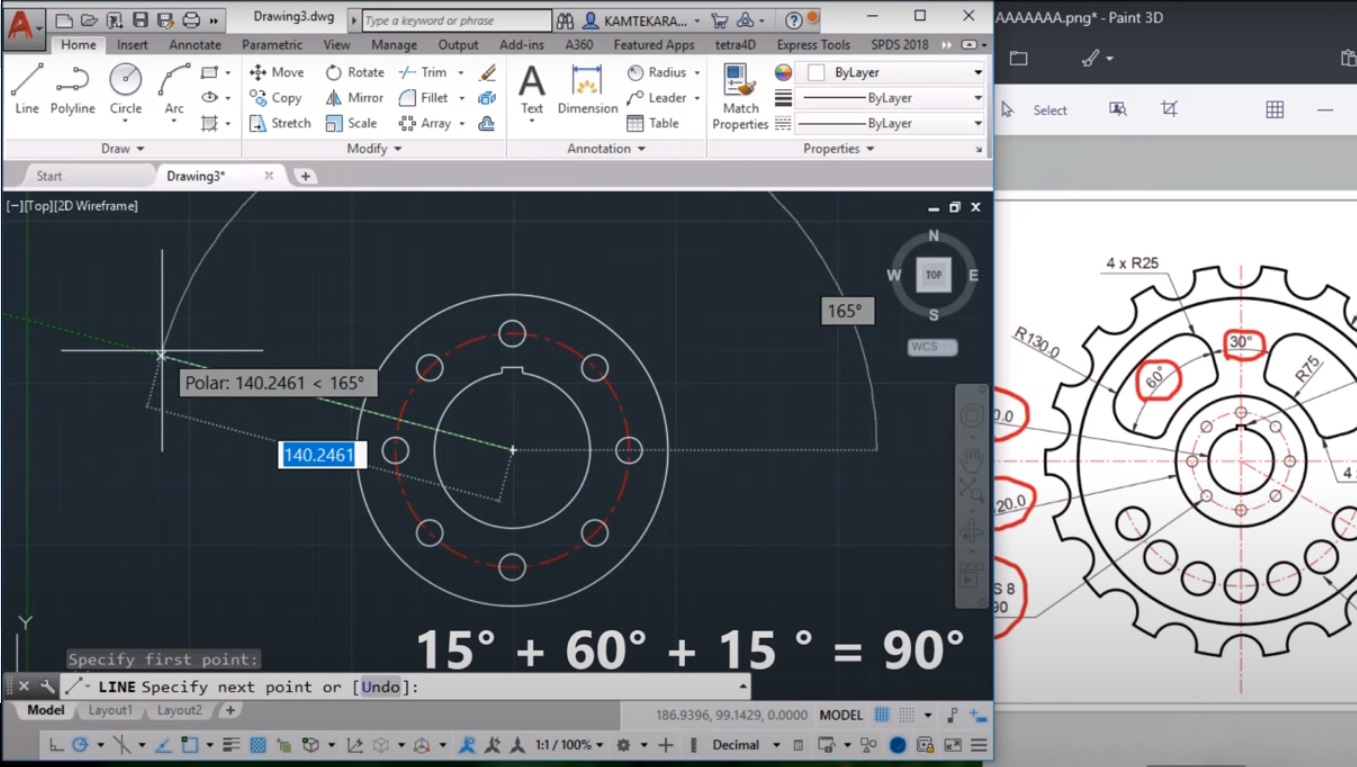 Drawing3.dwg
Type a keyword or phrase
KAMTEKARA...
AAAAAAA.png* - Paint 3D
Home Insert Annotate Parametric View Manage Output Add-ins A360 Featured Apps tetra4D Express Tools SPDS 2018
Line Polyline Circle Arc
Move Rotate Trim
Copy Mirror Fillet
Stretch Scale Array
Text Dimension
Radius
Leader
Table
Match
Properties
ByLayer
ByLayer
ByLayer
Select
Draw Modify Annotation Properties
Start Drawing3*
[−][Top][2D Wireframe]
N
W TOP E
S
WCS
165°
Polar: 140.2461 < 165°
140.2461
4 x R25
R130.0
30°
60°
R75
0.0
4
20.0
S 8
90
Y
15° + 60° + 15 ° = 90°
Specify first point:
LINE Specify next point or [Undo]:
Model Layout1 Layout2 +
186.9396, 99.1429, 0.0000 MODEL
1:1 / 100% Decimal